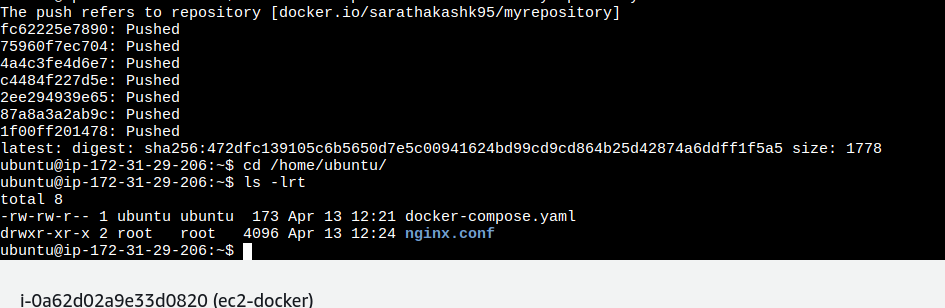 The push refers to repository [docker.io/sarathakashk95/myrepository]
fc62225e7890: Pushed
75960f7ec704: Pushed
4a4c3fe4d6e7: Pushed
c4484f227d5e: Pushed
2ee294939e65: Pushed
87a8a3a2ab9c: Pushed
1f00ff201478: Pushed
latest: digest: sha256:472dfc139105c6b5650d7e5c00941624bd99cd9cd864b25d42874a6ddff1f5a5 size: 1778
ubuntu@ip-172-31-29-206:~$ cd /home/ubuntu/
ubuntu@ip-172-31-29-206:~$ ls -lrt
total 8
-rw-rw-r-- 1 ubuntu ubuntu  173 Apr 13 12:21 docker-compose.yaml
drwxr-xr-x 2 root   root   4096 Apr 13 12:24 nginx.conf
ubuntu@ip-172-31-29-206:~$
i-0a62d02a9e33d0820 (ec2-docker)